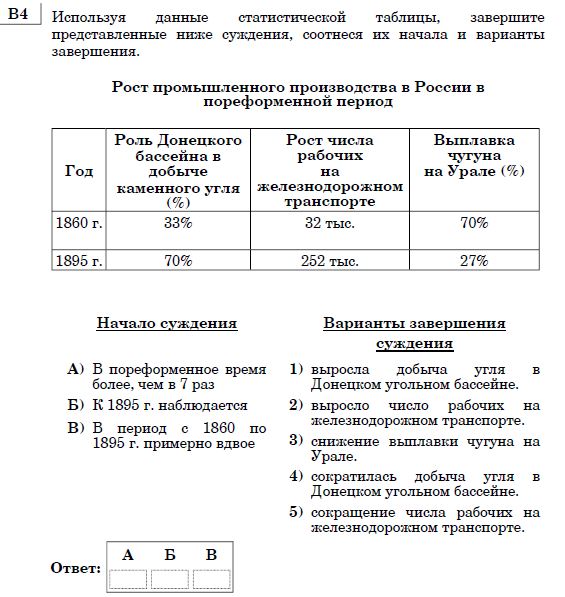 В4
Используя данные статистической таблицы, завершите
представленные ниже суждения, соотнеся их начала и варианты
завершения.
Рост промышленного производства в России в
пореформенной период
Год
Роль Донецкого
бассейна в
добыче
каменного угля
(%)
Рост числа
рабочих
на
железнодорожном
транспорте
Выплавка
чугуна
на Урале (%)
1860 г. 33% 32 тыс. 70%
1895 г. 70% 252 тыс. 27%
Начало суждения
А) В пореформенное время
более, чем в 7 раз
Б) К 1895 г. наблюдается
В) В период с 1860 по
1895 г. примерно вдвое
Варианты завершения
суждения
1) выросла добыча угля в
Донецком угольном бассейне.
2) выросло число рабочих на
железнодорожном транспорте.
3) снижение выплавки чугуна на
Урале.
4) сократилась добыча угля в
Донецком угольном бассейне.
5) сокращение числа рабочих на
железнодорожном транспорте.
Ответ:
А Б В